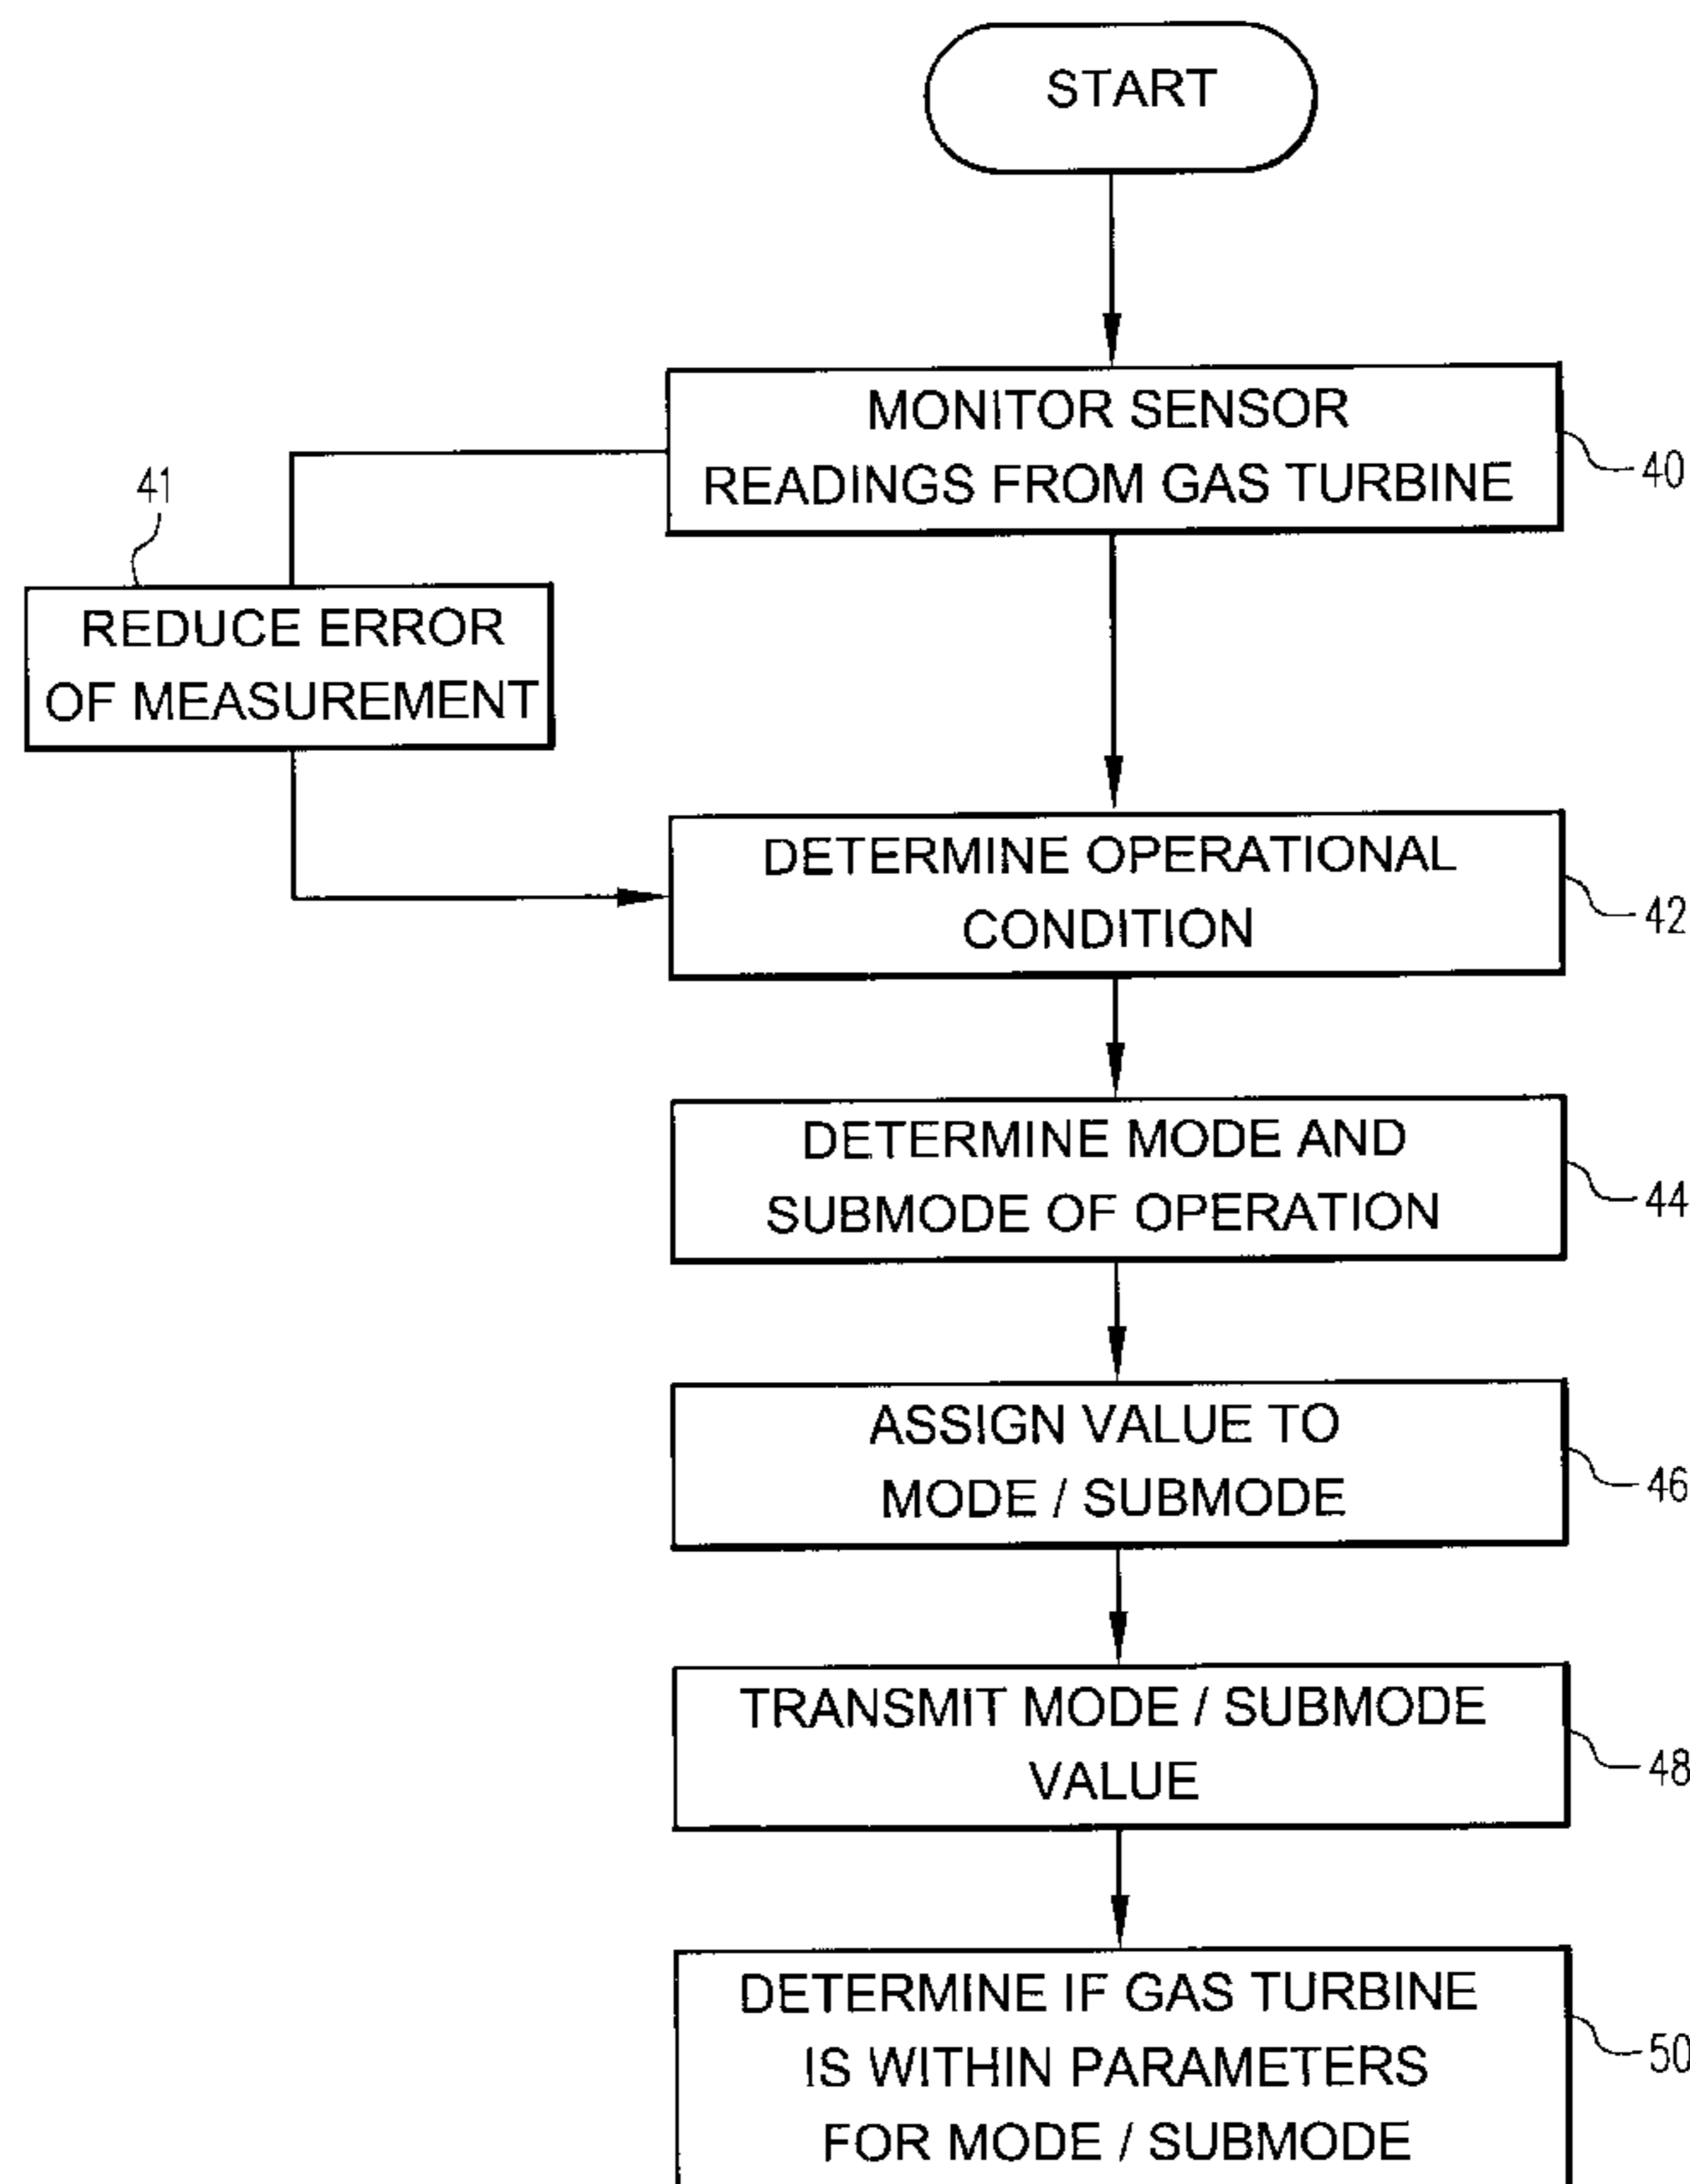 START
MONITOR SENSOR
READINGS FROM GAS TURBINE
40
41
REDUCE ERROR
OF MEASUREMENT
DETERMINE OPERATIONAL
CONDITION
42
DETERMINE MODE AND
SUBMODE OF OPERATION
44
ASSIGN VALUE TO
MODE / SUBMODE
46
TRANSMIT MODE / SUBMODE
VALUE
48
DETERMINE IF GAS TURBINE
IS WITHIN PARAMETERS
FOR MODE / SUBMODE
50